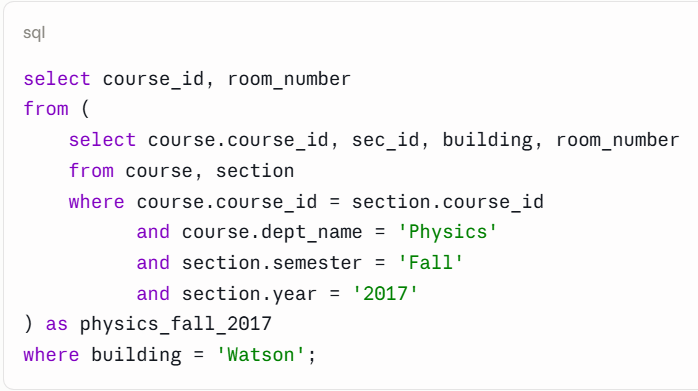 sql
select course_id, room_number
from (
    select course.course_id, sec_id, building, room_number
    from course, section
    where course.course_id = section.course_id
          and course.dept_name = 'Physics'
          and section.semester = 'Fall'
          and section.year = '2017'
) as physics_fall_2017
where building = 'Watson';